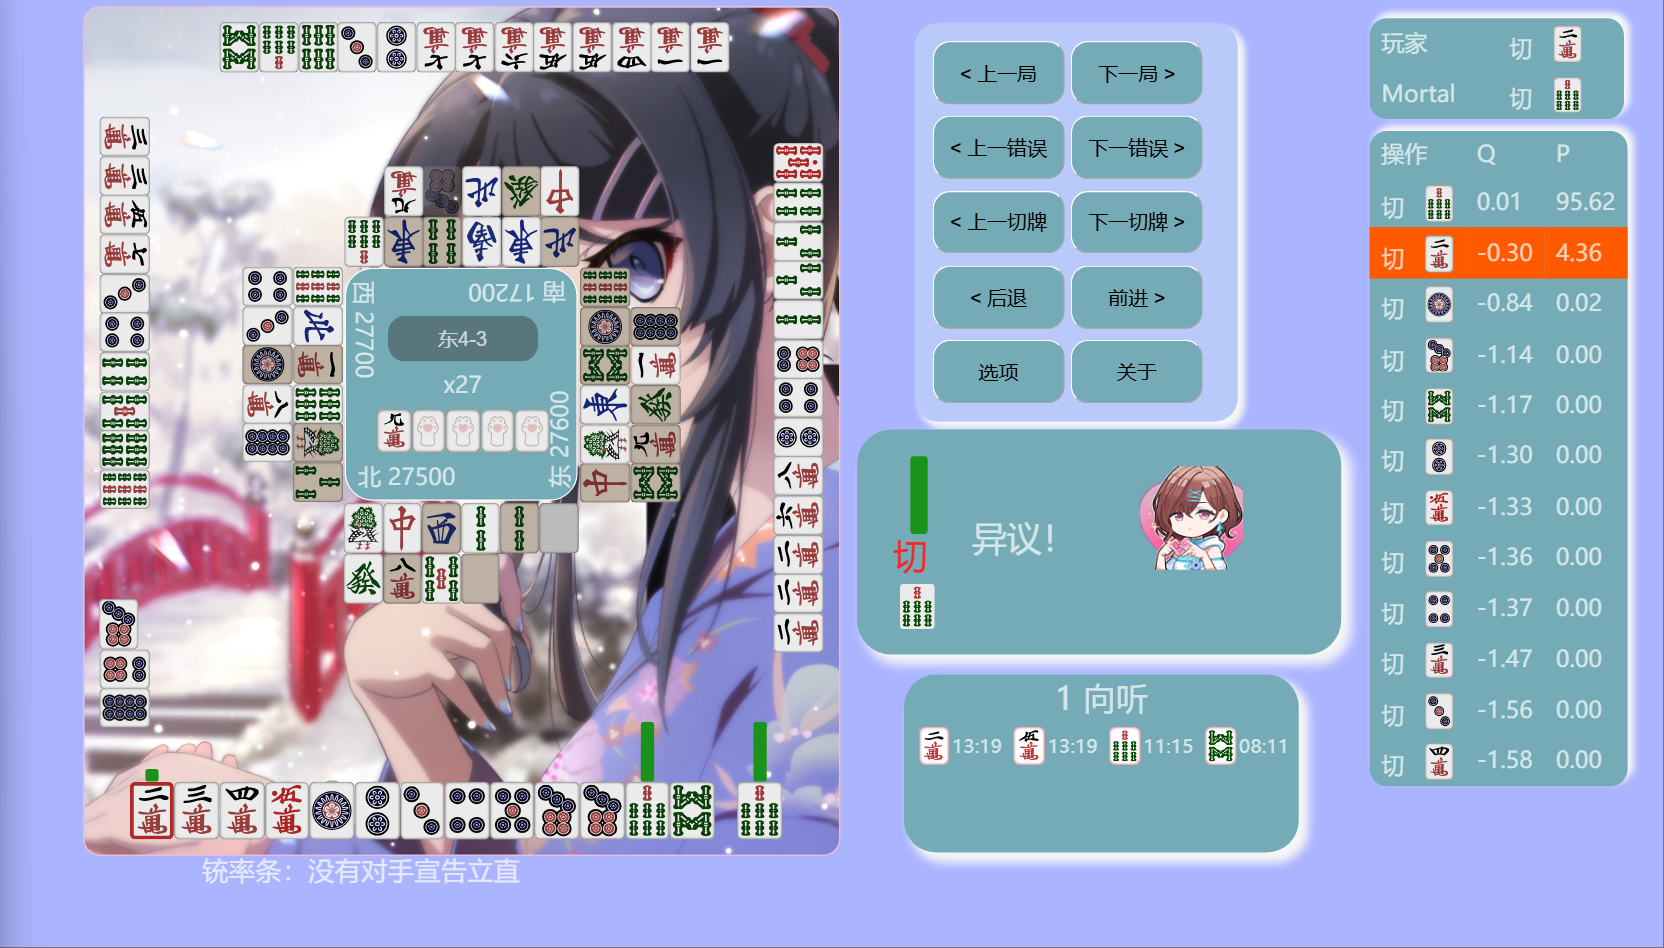 西 27700
南 17200
东4-3
x27
北 27500
东 27600
铳率条：没有对手宣告立直
< 上一局
下一局 >
< 上一错误
下一错误 >
< 上一切牌
下一切牌 >
< 后退
前进 >
选项
关于
切
异议！
1 向听
13:19
13:19
11:15
08:11
玩家 切
Mortal 切
操作 Q P
切 0.01 95.62
切 -0.30 4.36
切 -0.84 0.02
切 -1.14 0.00
切 -1.17 0.00
切 -1.30 0.00
切 -1.33 0.00
切 -1.36 0.00
切 -1.37 0.00
切 -1.47 0.00
切 -1.56 0.00
切 -1.58 0.00